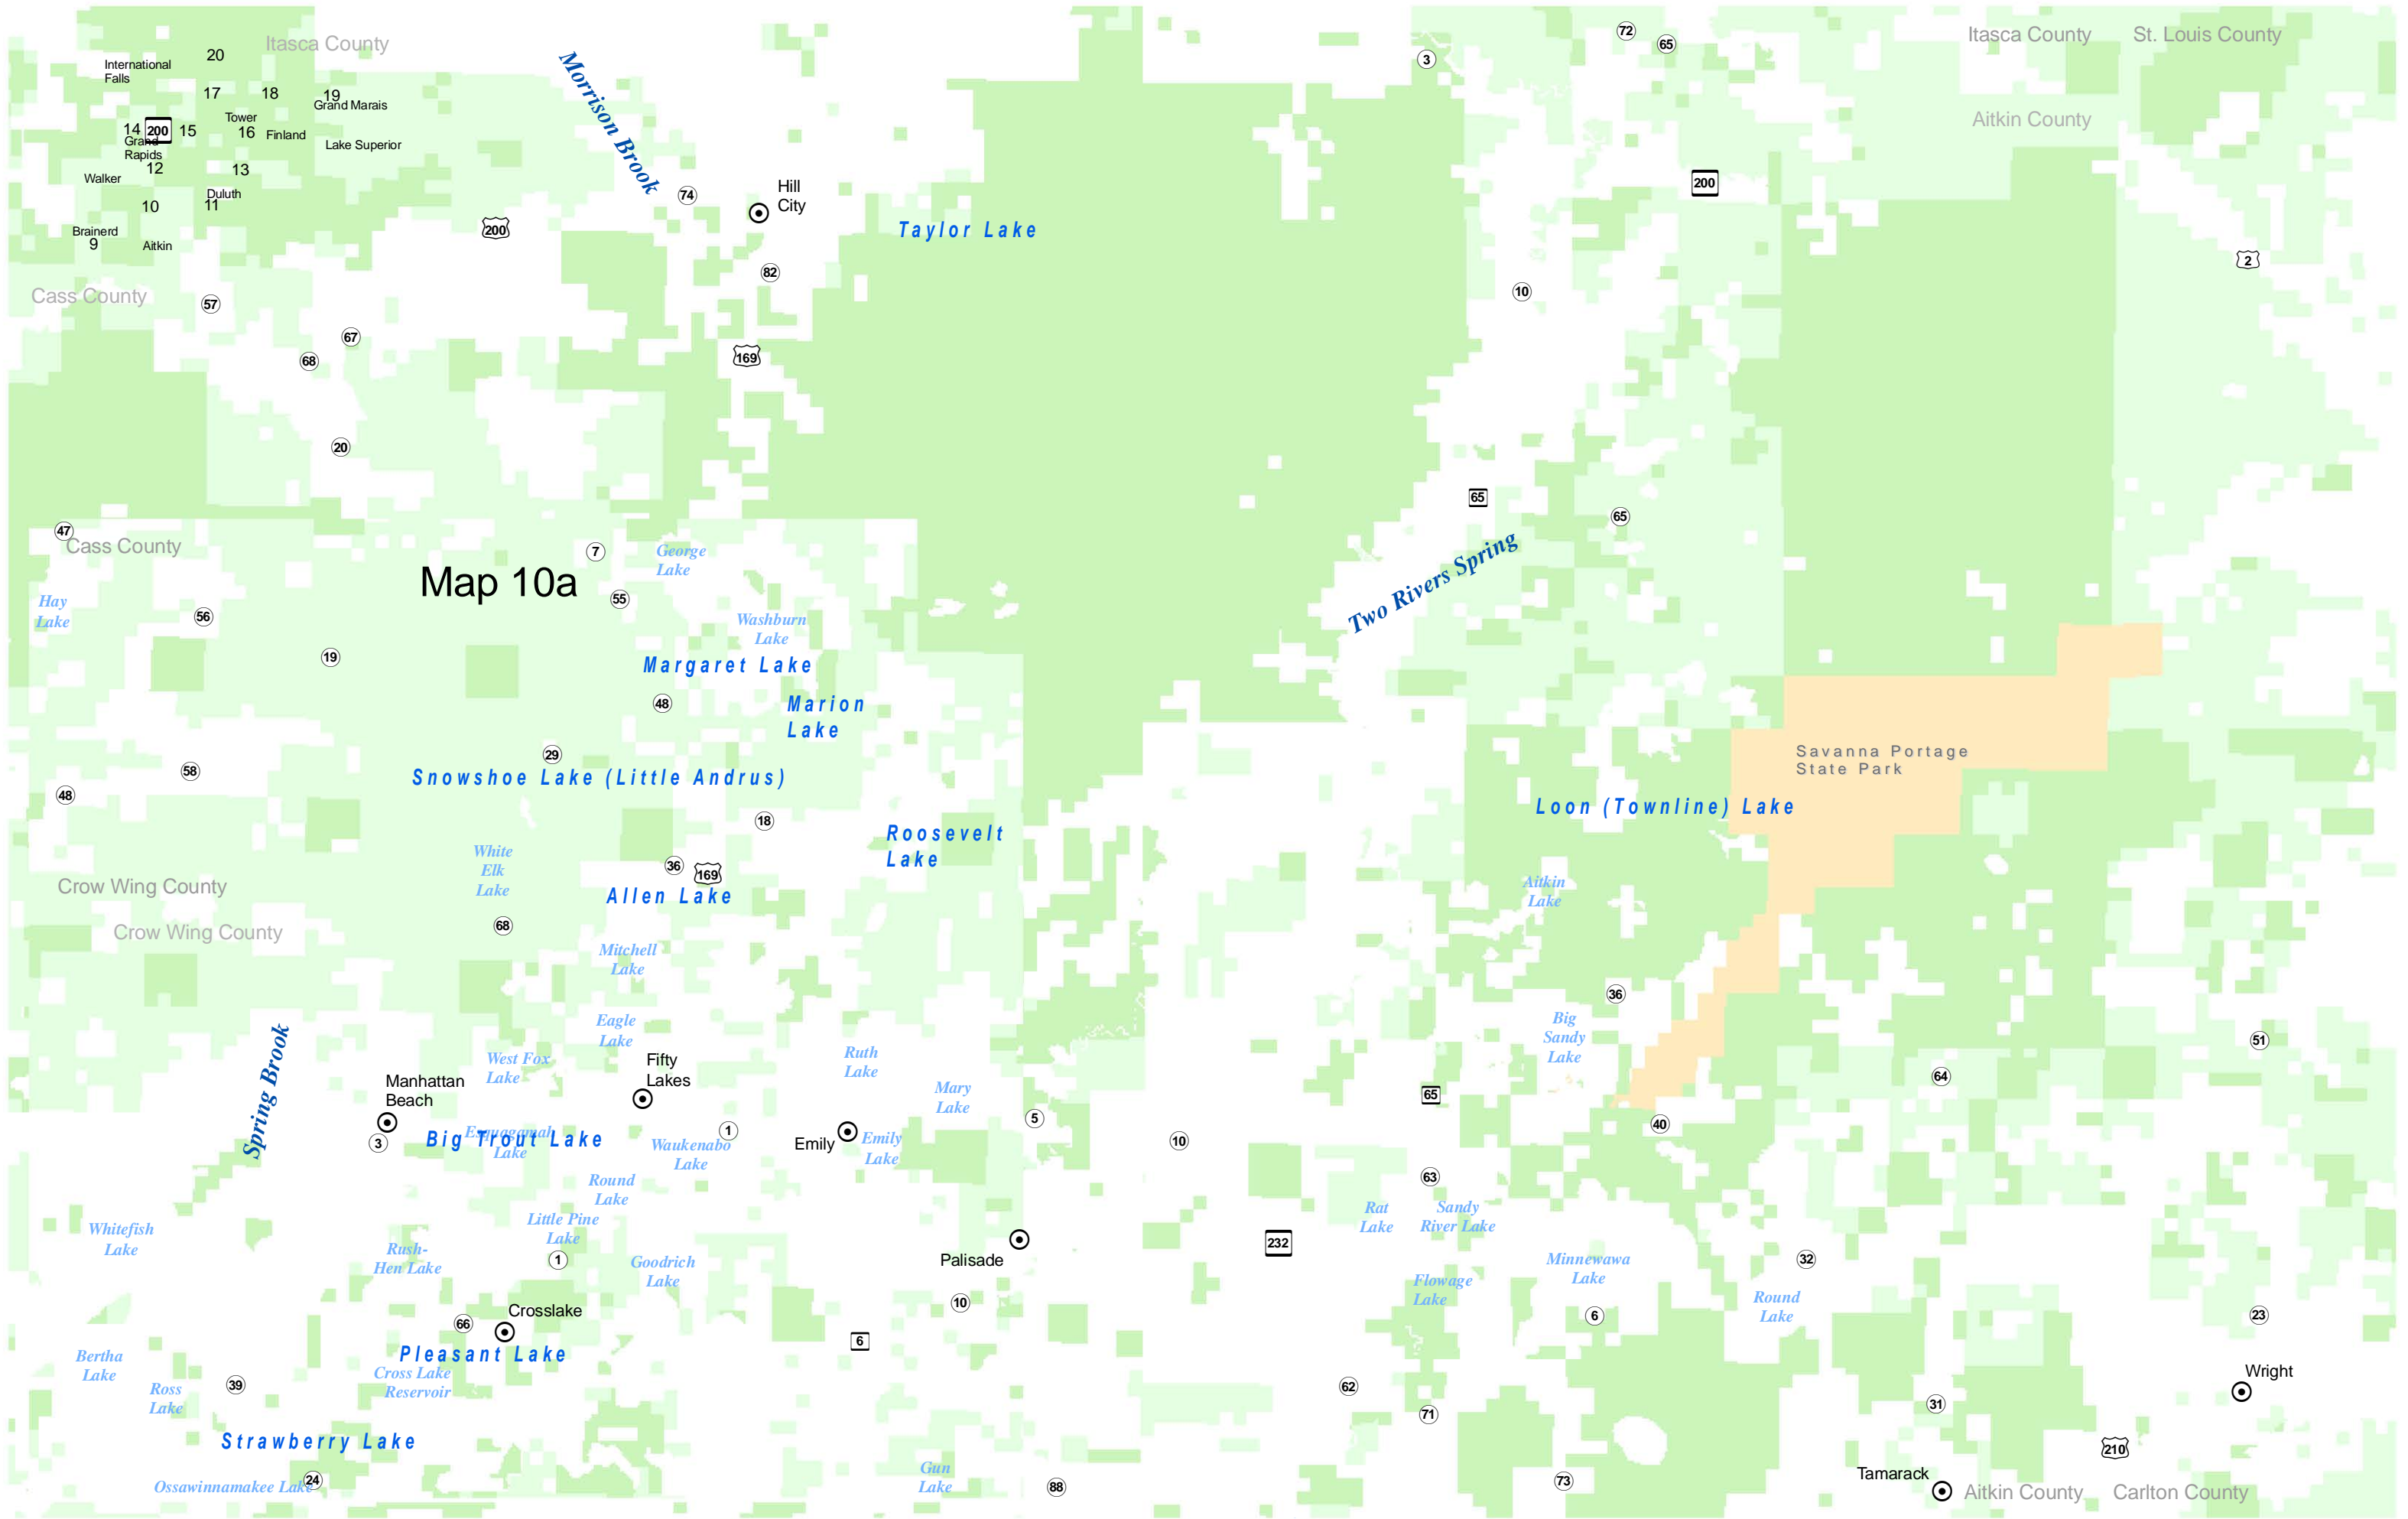 Itasca County
20
International
Falls
17
18
19
Grand Marais
Tower
14
200
15
16
Finland
Grand
Rapids
Lake Superior
12
13
Walker
Duluth
10
11
Brainerd
9
Aitkin
Cass County
57
67
68
20
200
Morrison Brook
74
Hill
City
82
169
Taylor Lake
3
72
65
Itasca County
St. Louis County
Aitkin County
200
2
10
65
65
Two Rivers Spring
47
Cass County
Map 10a
7
55
George
Lake
Hay
Lake
56
19
Washburn
Lake
Margaret Lake
48
Marion
Lake
29
Snowshoe Lake (Little Andrus)
58
48
18
Roosevelt
Lake
White
Elk
Lake
36
169
Allen Lake
Crow Wing County
68
Crow Wing County
Mitchell
Lake
Savanna Portage
State Park
Loon (Townline) Lake
Aitkin
Lake
36
Big
Sandy
Lake
Eagle
Lake
Spring Brook
West Fox
Lake
Fifty
Lakes
Ruth
Lake
Manhattan
Beach
Mary
Lake
3
Esquagamah
Lake
Big Trout Lake
Waukenabo
Lake
1
Emily
Emily
Lake
5
10
65
40
64
51
Round
Lake
63
Whitefish
Lake
Rush-
Hen Lake
Little Pine
Lake
1
Goodrich
Lake
Palisade
232
Rat
Lake
Sandy
River Lake
Flowage
Lake
Minnewawa
Lake
32
Round
Lake
6
23
10
6
66
Crosslake
Pleasant Lake
Cross Lake
Reservoir
Bertha
Lake
Ross
Lake
39
62
71
Wright
31
Strawberry Lake
Ossawinnamakee Lake
24
Gun
Lake
88
73
210
Tamarack
Aitkin County
Carlton County